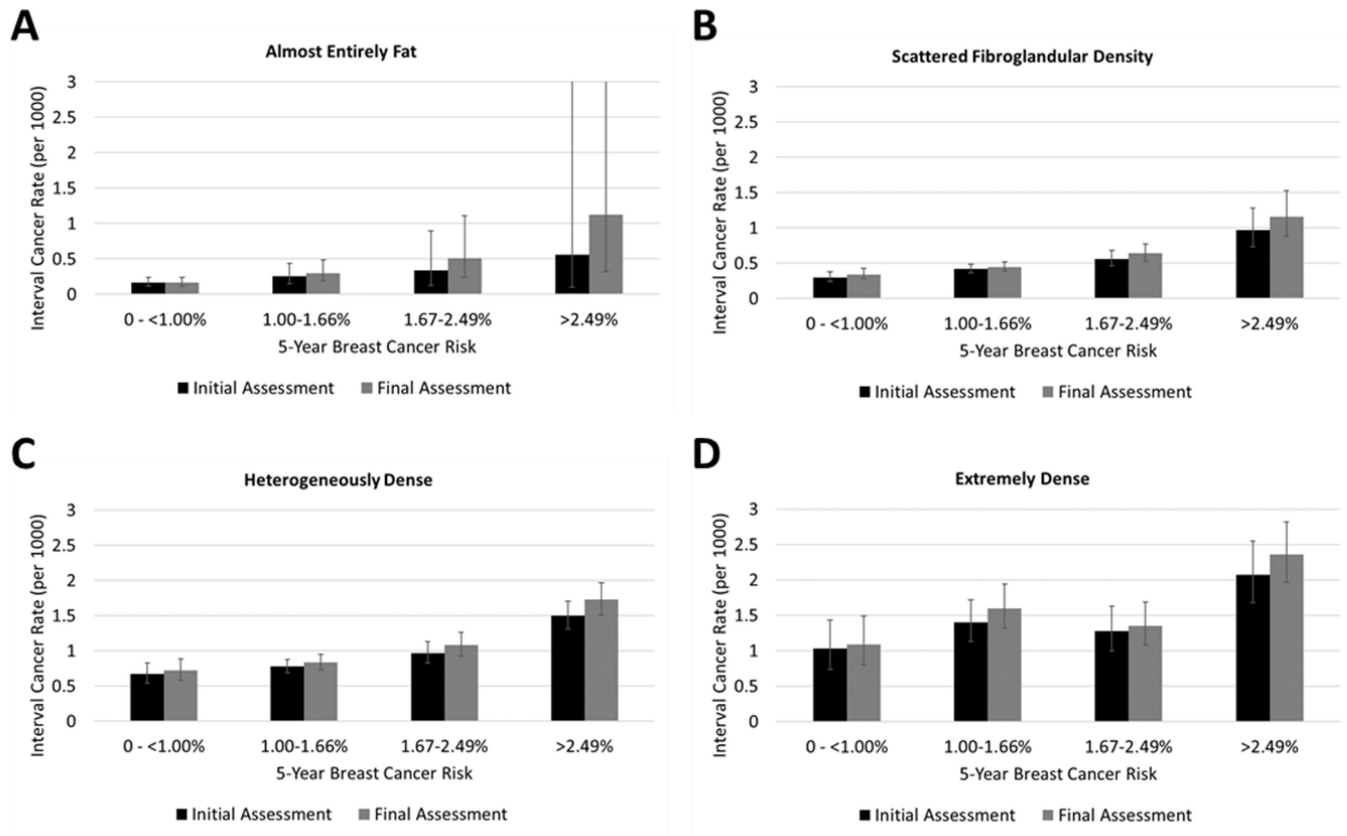 A
Almost Entirely Fat
Interval Cancer Rate (per 1000)
3
2.5
2
1.5
1
0.5
0
0 - <1.00% 1.00-1.66% 1.67-2.49% >2.49%
5-Year Breast Cancer Risk
Initial Assessment Final Assessment
B
Scattered Fibroglandular Density
Interval Cancer Rate (per 1000)
3
2.5
2
1.5
1
0.5
0
0 - <1.00% 1.00-1.66% 1.67-2.49% >2.49%
5-Year Breast Cancer Risk
Initial Assessment Final Assessment
C
Heterogeneously Dense
Interval Cancer Rate (per 1000)
3
2.5
2
1.5
1
0.5
0
0 - <1.00% 1.00-1.66% 1.67-2.49% >2.49%
5-Year Breast Cancer Risk
Initial Assessment Final Assessment
D
Extremely Dense
Interval Cancer Rate (per 1000)
3
2.5
2
1.5
1
0.5
0
0 - <1.00% 1.00-1.66% 1.67-2.49% >2.49%
5-Year Breast Cancer Risk
Initial Assessment Final Assessment